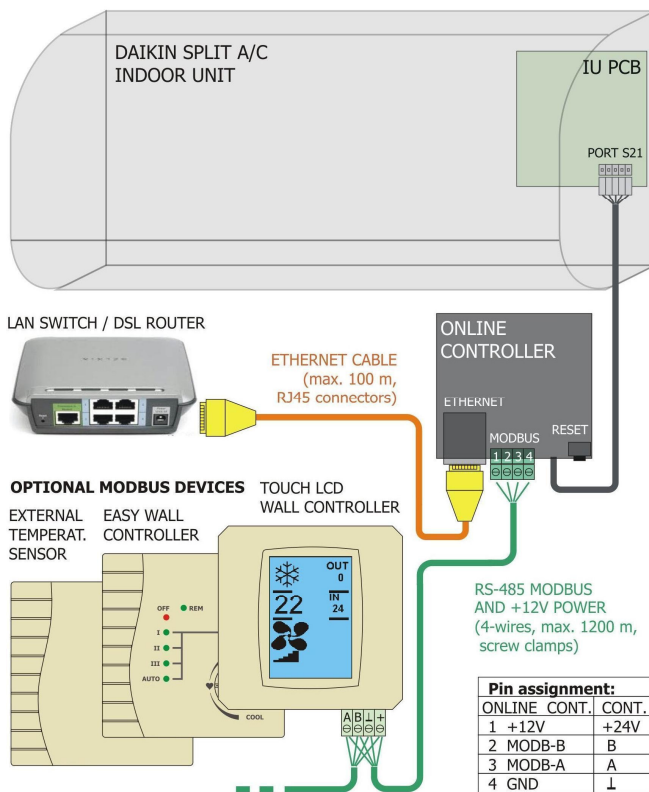 DAIKIN SPLIT A/C
INDOOR UNIT
IU PCB
PORT S21
LAN SWITCH / DSL ROUTER
ETHERNET CABLE
(max. 100 m,
RJ45 connectors)
ONLINE
CONTROLLER
ETHERNET
MODBUS
RESET
1 2 3 4
OPTIONAL MODBUS DEVICES
EXTERNAL
TEMPERAT.
SENSOR
EASY WALL
CONTROLLER
TOUCH LCD
WALL CONTROLLER
OFF
REM
I
II
III
AUTO
COOL
OUT
0
22
IN
24
A B ⊥ +
RS-485 MODBUS
AND +12V POWER
(4-wires, max. 1200 m,
screw clamps)
Pin assignment:
ONLINE CONT. CONT.
1 +12V +24V
2 MODB-B B
3 MODB-A A
4 GND ⊥